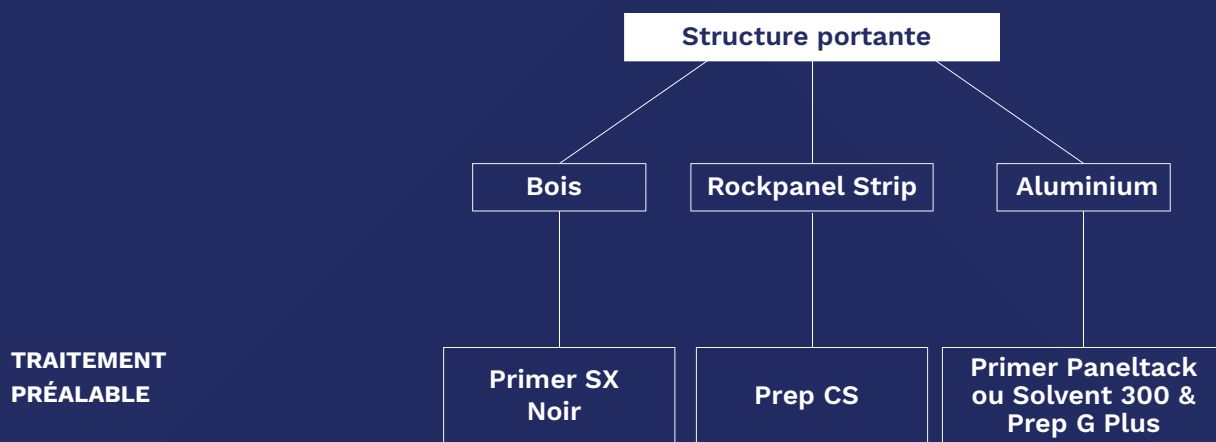 Structure portante
Bois
Rockpanel Strip
Aluminium
TRAITEMENT
PRÉALABLE
Primer SX
Noir
Prep CS
Primer Paneltack
ou Solvent 300 &
Prep G Plus